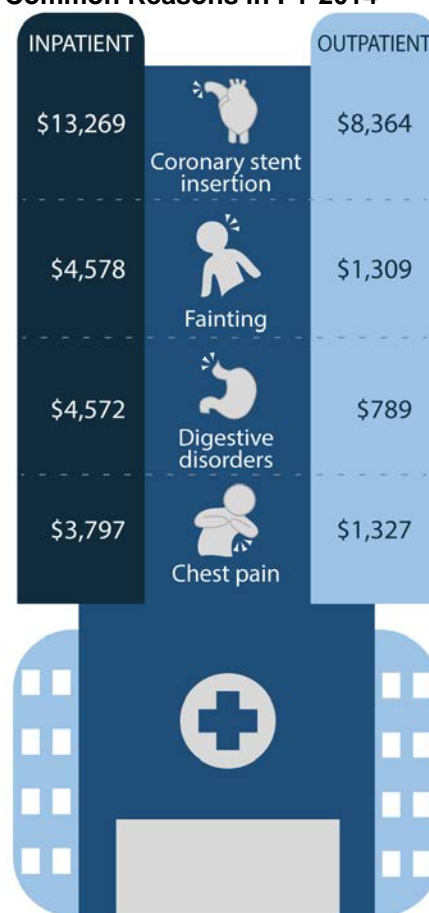 Common Reasons in FY 2014
INPATIENT
OUTPATIENT
$13,269
Coronary stent
insertion
$8,364
$4,578
Fainting
$1,309
$4,572
Digestive
disorders
$789
$3,797
Chest pain
$1,327